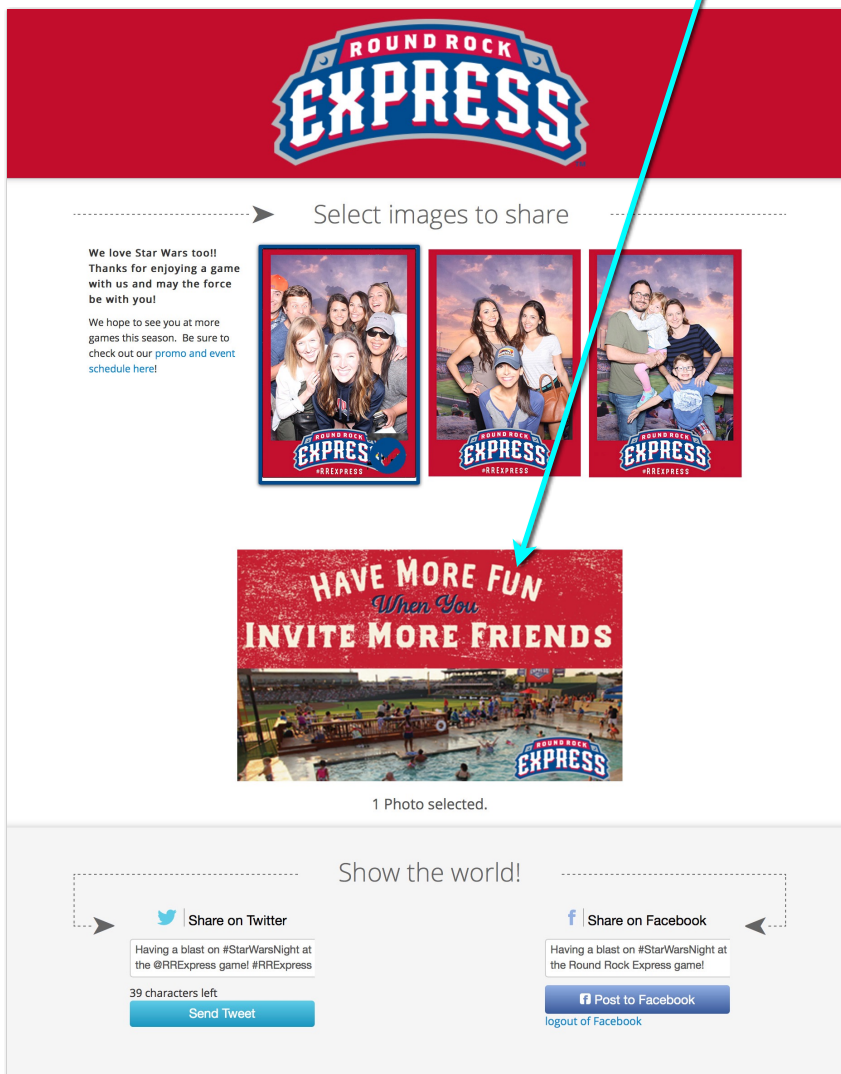 ROUND ROCK
EXPRESS
Select images to share
We love Star Wars too!!
Thanks for enjoying a game
with us and may the force
be with you!
We hope to see you at more
games this season. Be sure to
check out our promo and event
schedule here!
ROUND ROCK
EXPRESS
#RREXPRESS
ROUND ROCK
EXPRESS
#RREXPRESS
ROUND ROCK
EXPRESS
#RREXPRESS
HAVE MORE FUN
When You
INVITE MORE FRIENDS
ROUND ROCK
EXPRESS
1 Photo selected.
Show the world!
Share on Twitter
Having a blast on #StarWarsNight at
the @RRExpress game! #RRExpress
39 characters left
Send Tweet
f Share on Facebook
Having a blast on #StarWarsNight at
the Round Rock Express game!
f Post to Facebook
logout of Facebook